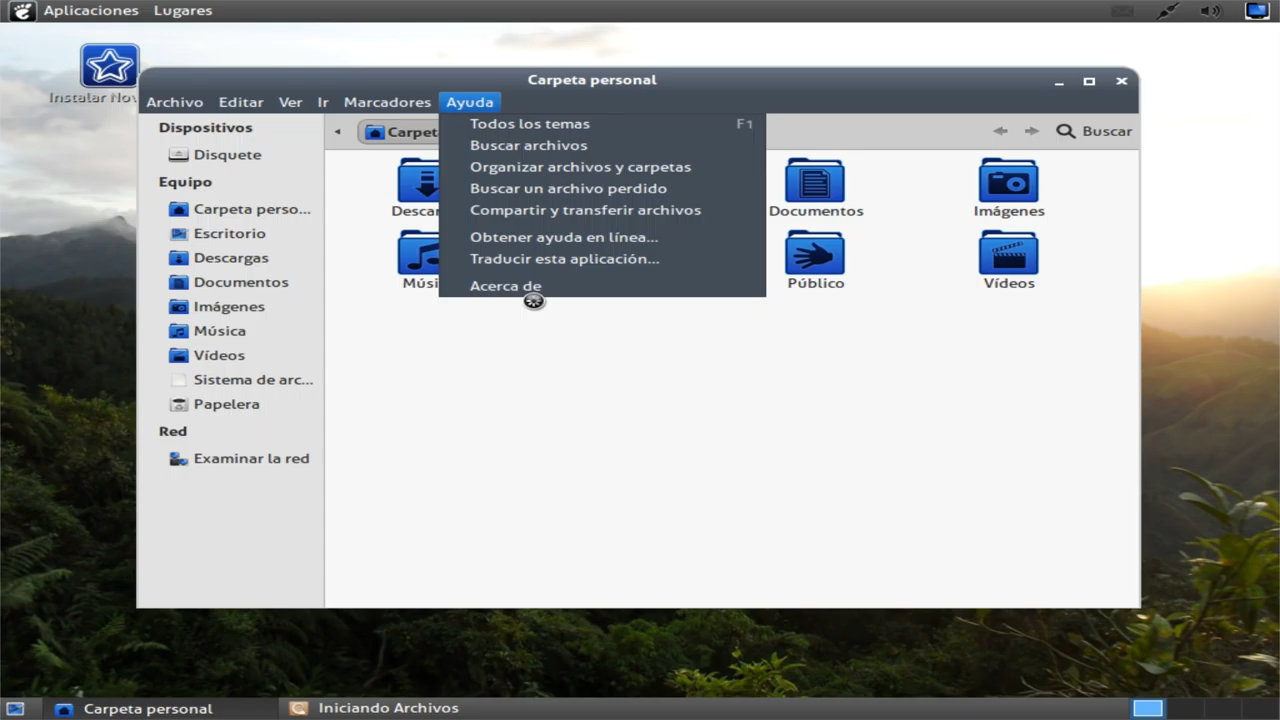 Aplicaciones Lugares
Instalar
Carpeta personal
Archivo Editar Ver Ir Marcadores Ayuda
Dispositivos
Disquete
Equipo
Carpeta perso...
Escritorio
Descargas
Documentos
Imágenes
Música
Vídeos
Sistema de arc...
Papelera
Red
Examinar la red
Carpet
Buscar
Todos los temas F1
Buscar archivos
Organizar archivos y carpetas
Buscar un archivo perdido
Compartir y transferir archivos
Obtener ayuda en línea...
Traducir esta aplicación...
Acerca de
Descar
Documentos
Imágenes
Músi
Público
Vídeos
Carpeta personal
Iniciando Archivos